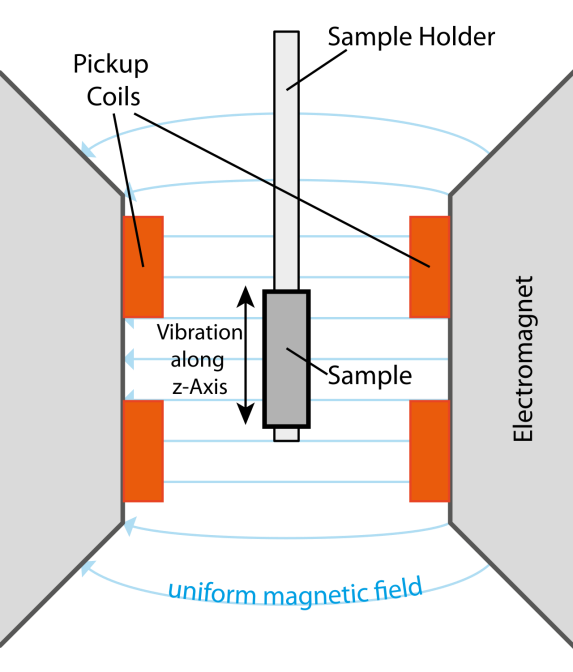 Sample Holder
Pickup
Coils
Vibration
along
z-Axis
Sample
Electromagnet
uniform magnetic field